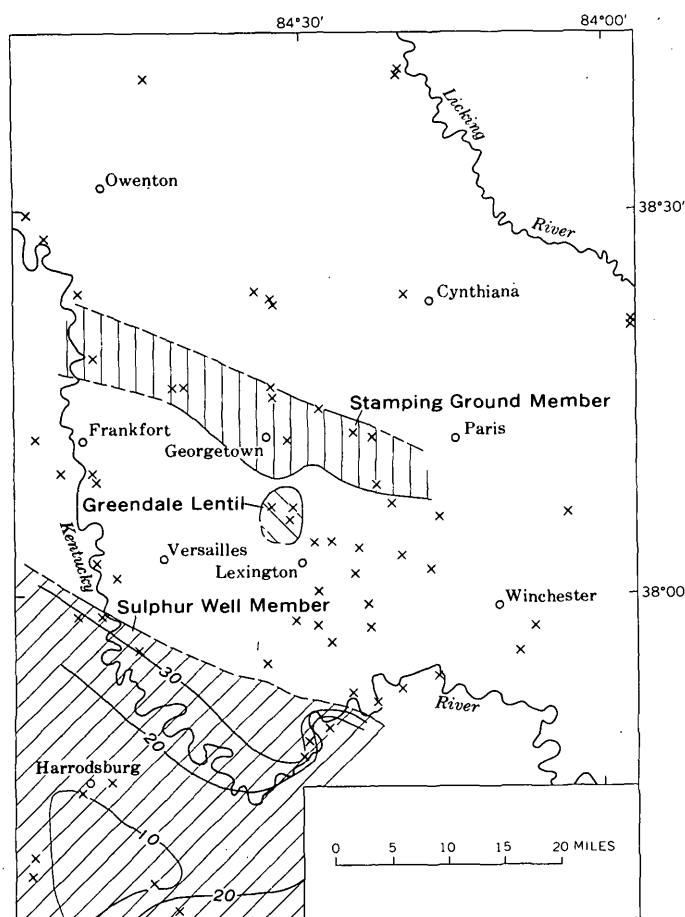 84°30'
84°00'
Licking
River
Owenton
38°30'
Cynthiana
Stamping Ground Member
Frankfort
Georgetown
Paris
Greendale Lentil
Kentucky
Versailles
Lexington
Winchester
38°00'
Sulphur Well Member
30
20
River
Harrodsburg
10
20
0 5 10 15 20 MILES